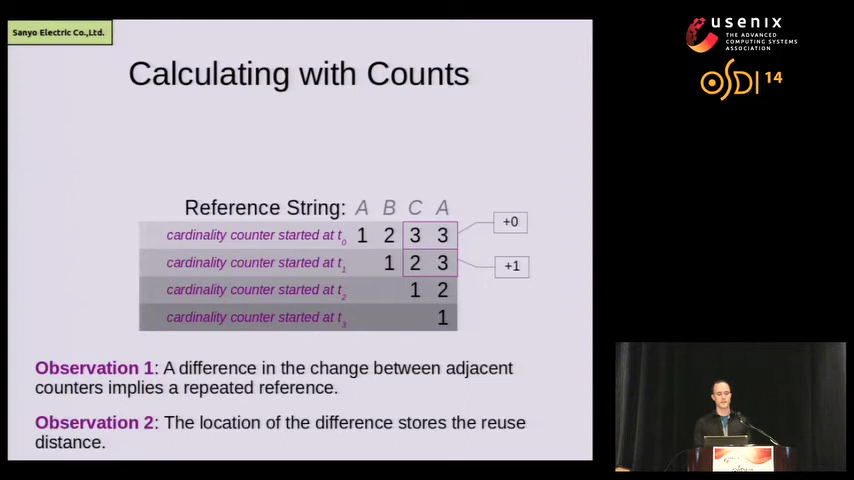 Sanyo Electric Co.,Ltd.
usenix
THE ADVANCED
COMPUTING SYSTEMS
ASSOCIATION
OSDI 14
Calculating with Counts
Reference String: A B C A
cardinality counter started at t0 1 2 3 3
+0
cardinality counter started at t1 1 2 3
+1
cardinality counter started at t2 1 2
cardinality counter started at t3 1
Observation 1: A difference in the change between adjacent
counters implies a repeated reference.
Observation 2: The location of the difference stores the reuse
distance.